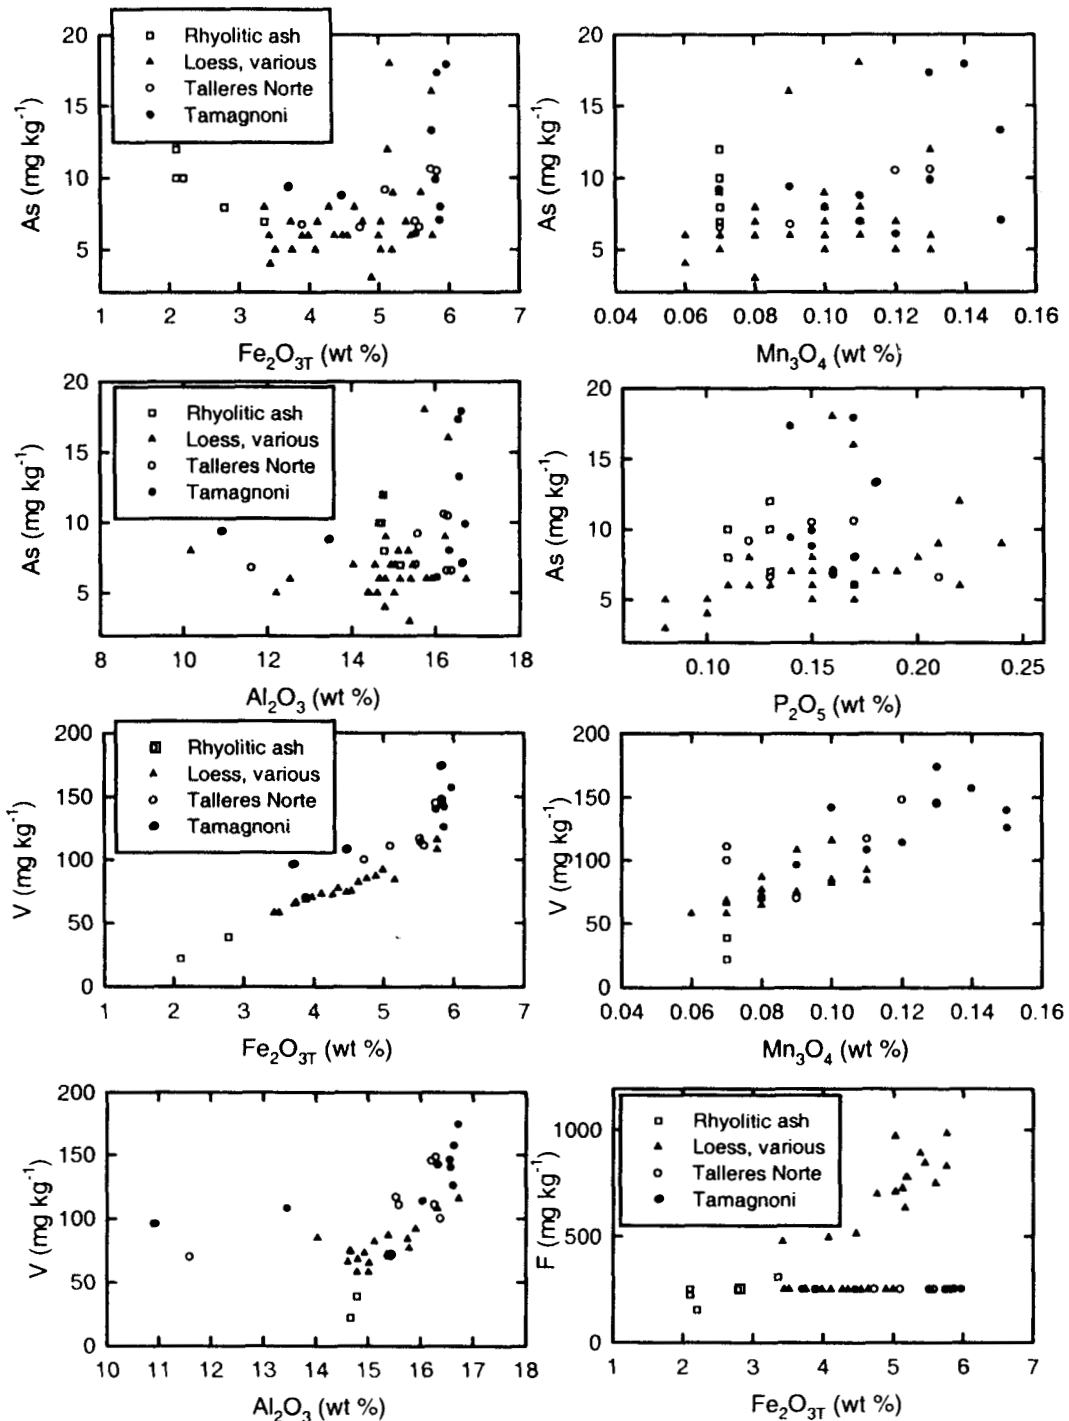 20
15
10
5
As (mg kg⁻¹)
Rhyolitic ash
Loess, various
Talleres Norte
Tamagnoni
1 2 3 4 5 6 7
Fe₂O₃T (wt %)
20
15
10
5
As (mg kg⁻¹)
0.04 0.06 0.08 0.10 0.12 0.14 0.16
Mn₃O₄ (wt %)
20
15
10
5
As (mg kg⁻¹)
Rhyolitic ash
Loess, various
Talleres Norte
Tamagnoni
8 10 12 14 16 18
Al₂O₃ (wt %)
20
15
10
5
As (mg kg⁻¹)
0.10 0.15 0.20 0.25
P₂O₅ (wt %)
200
150
100
50
0
V (mg kg⁻¹)
Rhyolitic ash
Loess, various
Talleres Norte
Tamagnoni
1 2 3 4 5 6 7
Fe₂O₃T (wt %)
200
150
100
50
0
V (mg kg⁻¹)
0.04 0.06 0.08 0.10 0.12 0.14 0.16
Mn₃O₄ (wt %)
200
150
100
50
0
V (mg kg⁻¹)
10 11 12 13 14 15 16 17 18
Al₂O₃ (wt %)
1000
500
0
F (mg kg⁻¹)
Rhyolitic ash
Loess, various
Talleres Norte
Tamagnoni
1 2 3 4 5 6 7
Fe₂O₃T (wt %)